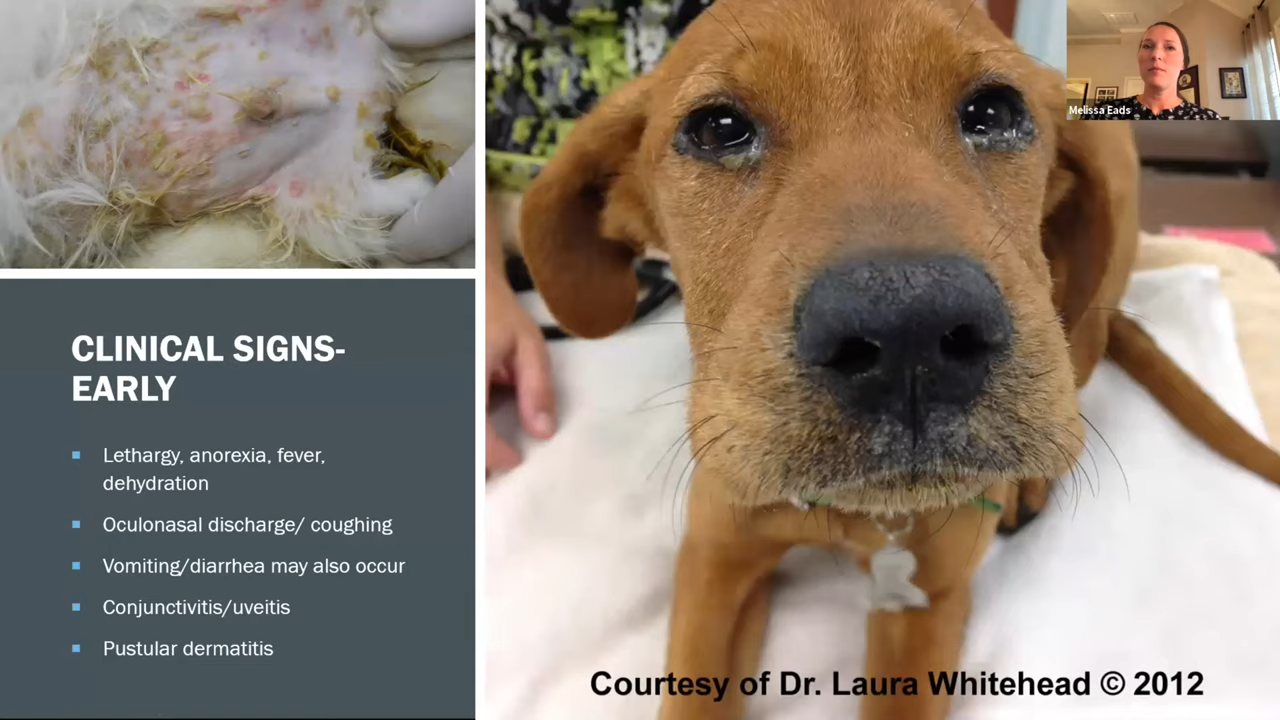 Melissa Eads
CLINICAL SIGNS-
EARLY
Lethargy, anorexia, fever,
dehydration
Oculonasal discharge/ coughing
Vomiting/diarrhea may also occur
Conjunctivitis/uveitis
Pustular dermatitis
Courtesy of Dr. Laura Whitehead © 2012